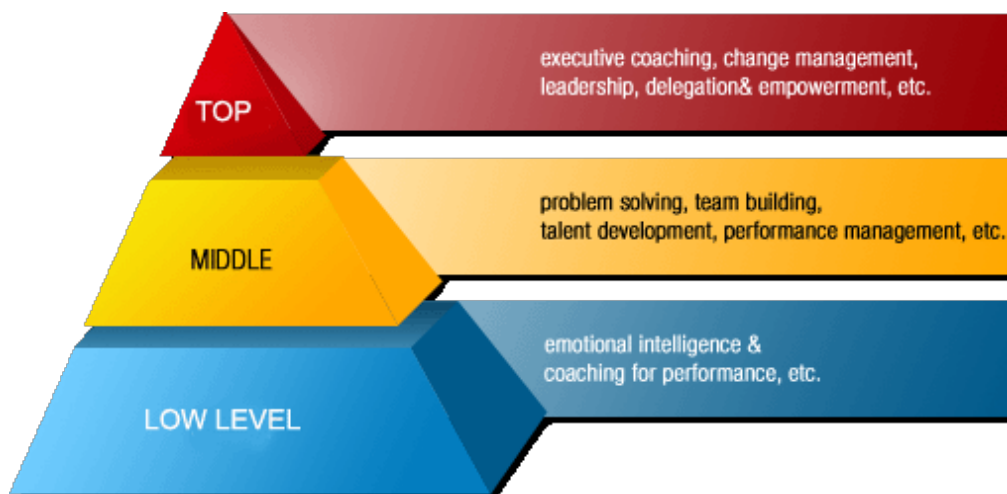 TOP
executive coaching, change management,
leadership, delegation& empowerment, etc.
MIDDLE
problem solving, team building,
talent development, performance management, etc.
LOW LEVEL
emotional intelligence &
coaching for performance, etc.